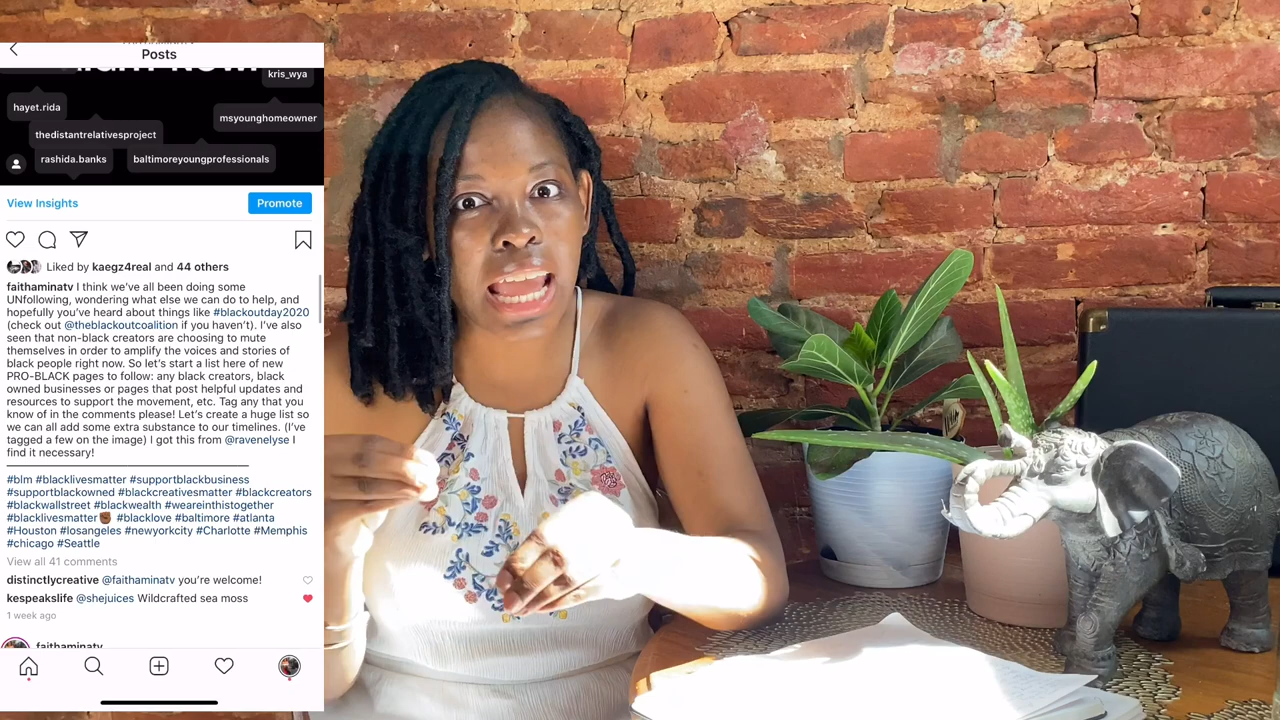 Posts
kris_wya
hayet.rida
msyounghomeowner
thedistantrelativesproject
rashida.banks
baltimoreyoungprofessionals
View Insights
Promote
Liked by kaegz4real and 44 others
faithaminatv I think we've all been doing some
UNfollowing, wondering what else we can do to help, and
hopefully you've heard about things like #blackoutday2020
(check out @theblackoutcoalition if you haven't). I've also
seen that non-black creators are choosing to mute
themselves in order to amplify the voices and stories of
black people right now. So let's start a list here of new
PRO-BLACK pages to follow: any black creators, black
owned businesses or pages that post helpful updates and
resources to support the movement, etc. Tag any that you
know of in the comments please! Let's create a huge list so
we can all add some extra substance to our timelines. (I've
tagged a few on the image) I got this from @ravenelyse I
find it necessary!
#blm #blacklivesmatter #supportblackbusiness
#supportblackowned #blackcreativesmatter #blackcreators
#blackwallstreet #blackwealth #weareinthistogether
#blacklivesmatter✊🏿 #blacklove #baltimore #atlanta
#Houston #losangeles #newyorkcity #Charlotte #Memphis
#chicago #Seattle
View all 41 comments
distinctlycreative @faithaminatv you're welcome!
kespeakslife @shejuices Wildcrafted sea moss
1 week ago
faithaminatv